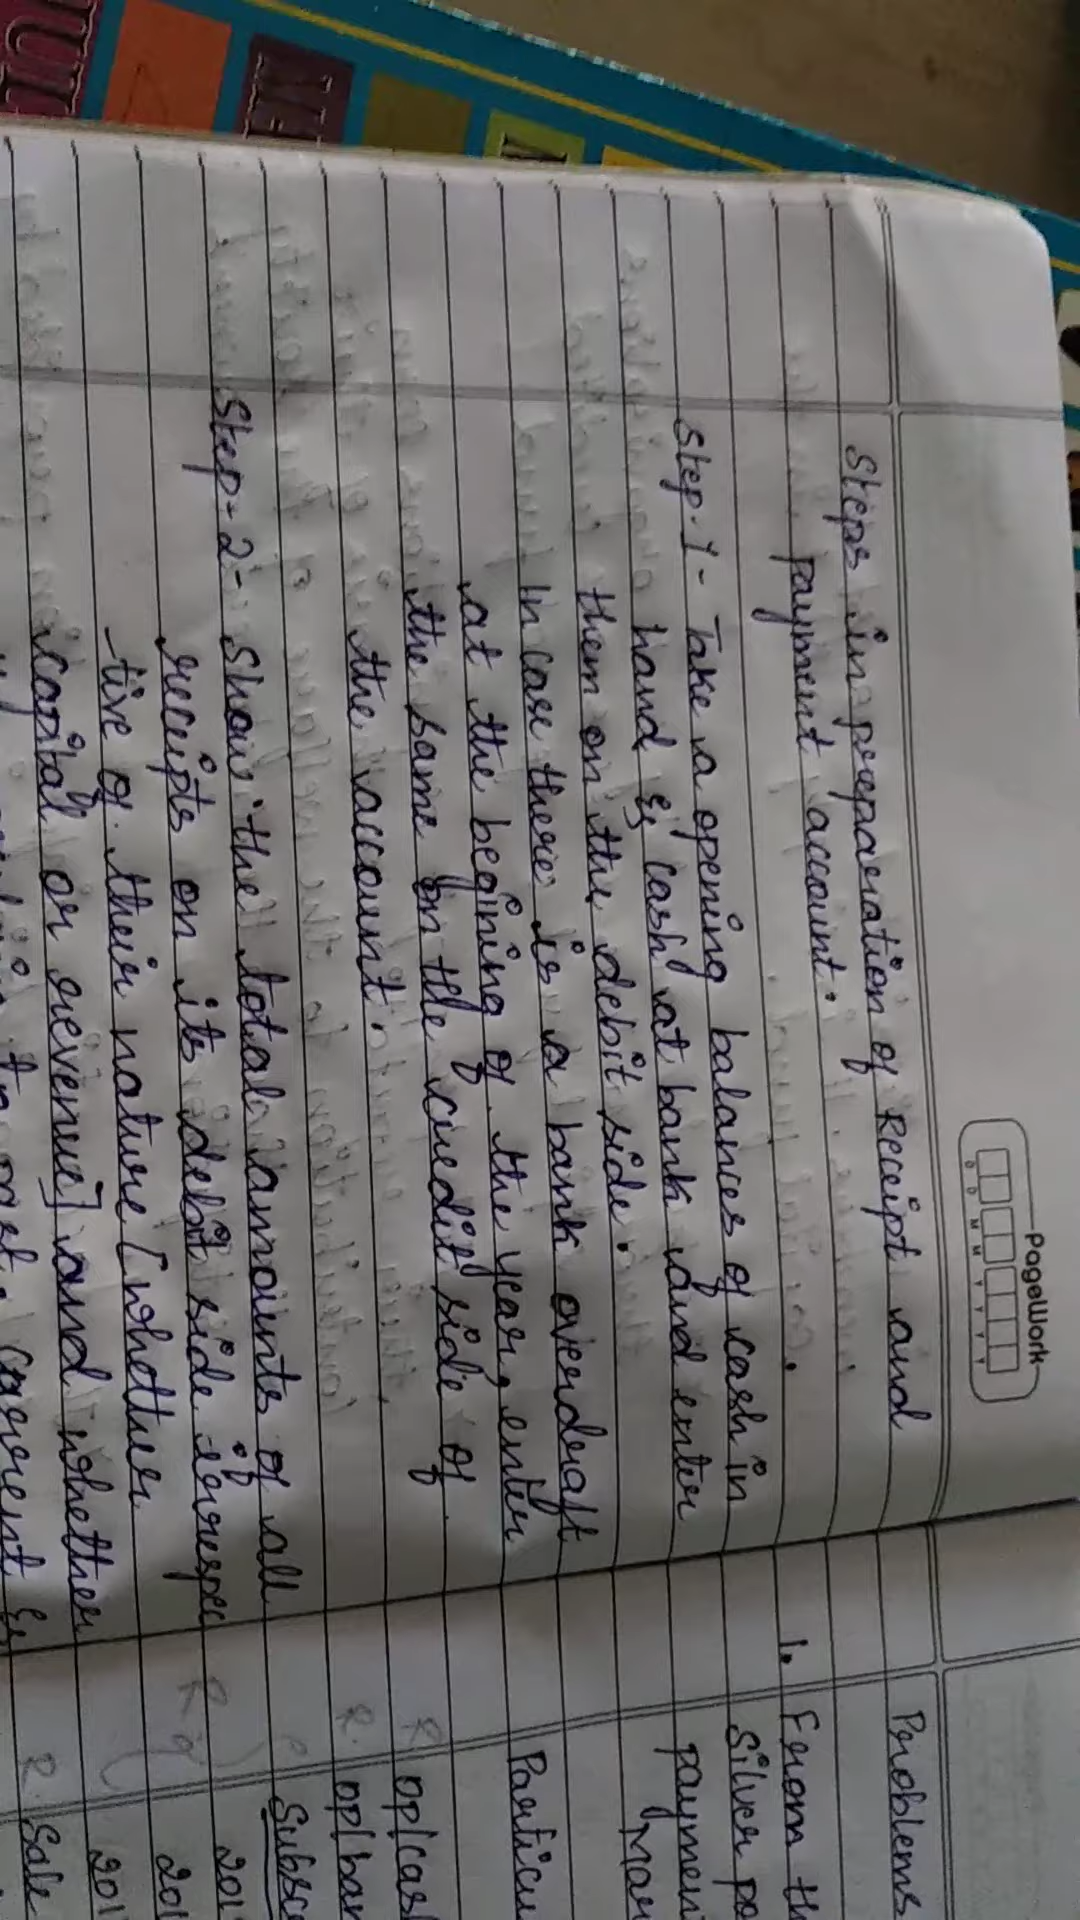 PageWork
D D M M Y Y Y Y
Steps in preparation of Receipt and
payment account:
Step-1- Take a opening balances of cash in
hand & cash at bank and enter
them on the debit side.
In case there is a bank overdraft
at the begining of the year, enter
the same on the credit side of
the account.
Step-2- Show the total amounts of all
receipts on its debit side irrespec
-tive of their nature [whether
capital or revenue] and whether
Problems
1. From th
Silver
paymen
Mar
Particu
op/cas
op/ban
Subsc
201
201
201
Sale